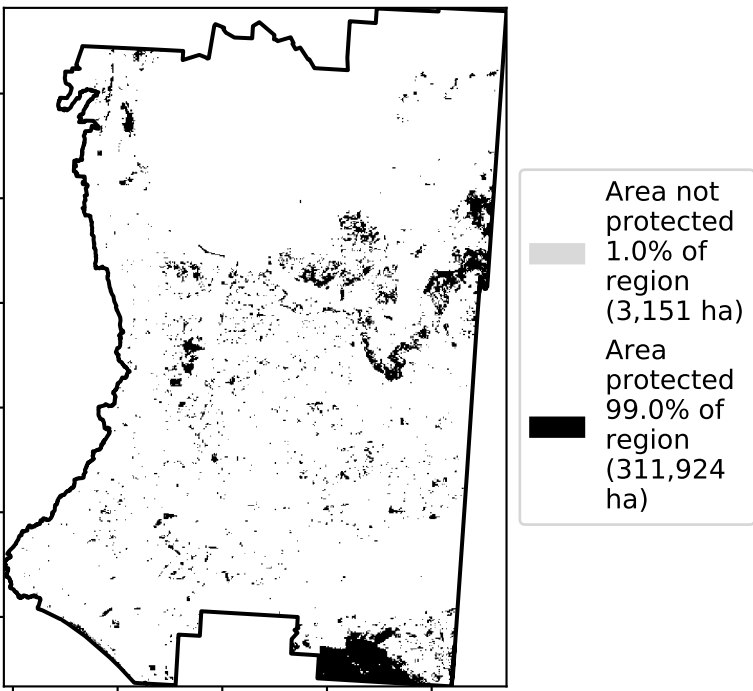 Area not
protected
1.0% of
region
(3,151 ha)
Area
protected
99.0% of
region
(311,924
ha)